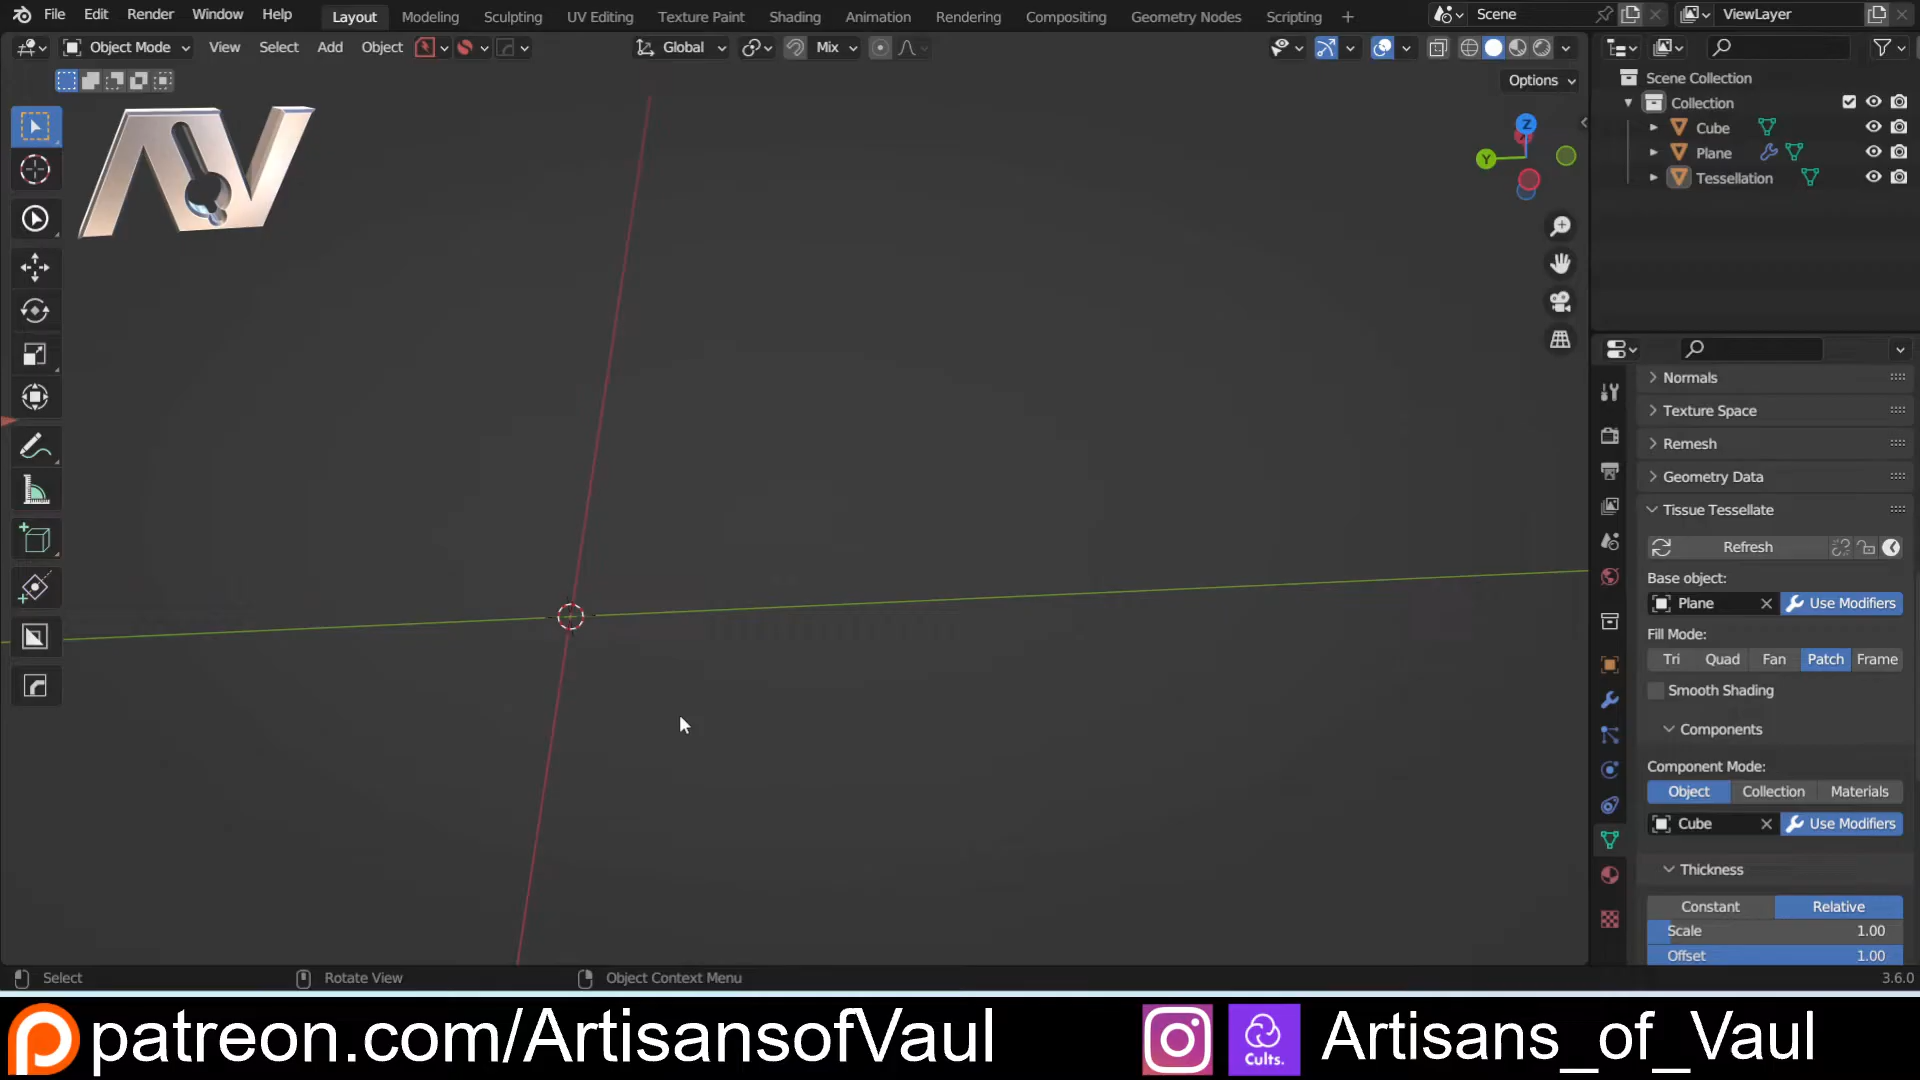 File Edit Render Window Help Layout Modeling Sculpting UV Editing Texture Paint Shading Animation Rendering Compositing Geometry Nodes Scripting + Scene ViewLayer
Object Mode View Select Add Object Global Mix
Options
Scene Collection
Collection
Cube
Plane
Tessellation
Z
Y
AV
Normals
Texture Space
Remesh
Geometry Data
Tissue Tessellate
Refresh
Base object:
Plane Use Modifiers
Fill Mode:
Tri Quad Fan Patch Frame
Smooth Shading
Components
Component Mode:
Object Collection Materials
Cube Use Modifiers
Thickness
Constant Relative
Scale 1.00
Offset 1.00
Select Rotate View Object Context Menu 3.6.0
patreon.com/ArtisansofVaul Cults. Artisans_of_Vaul